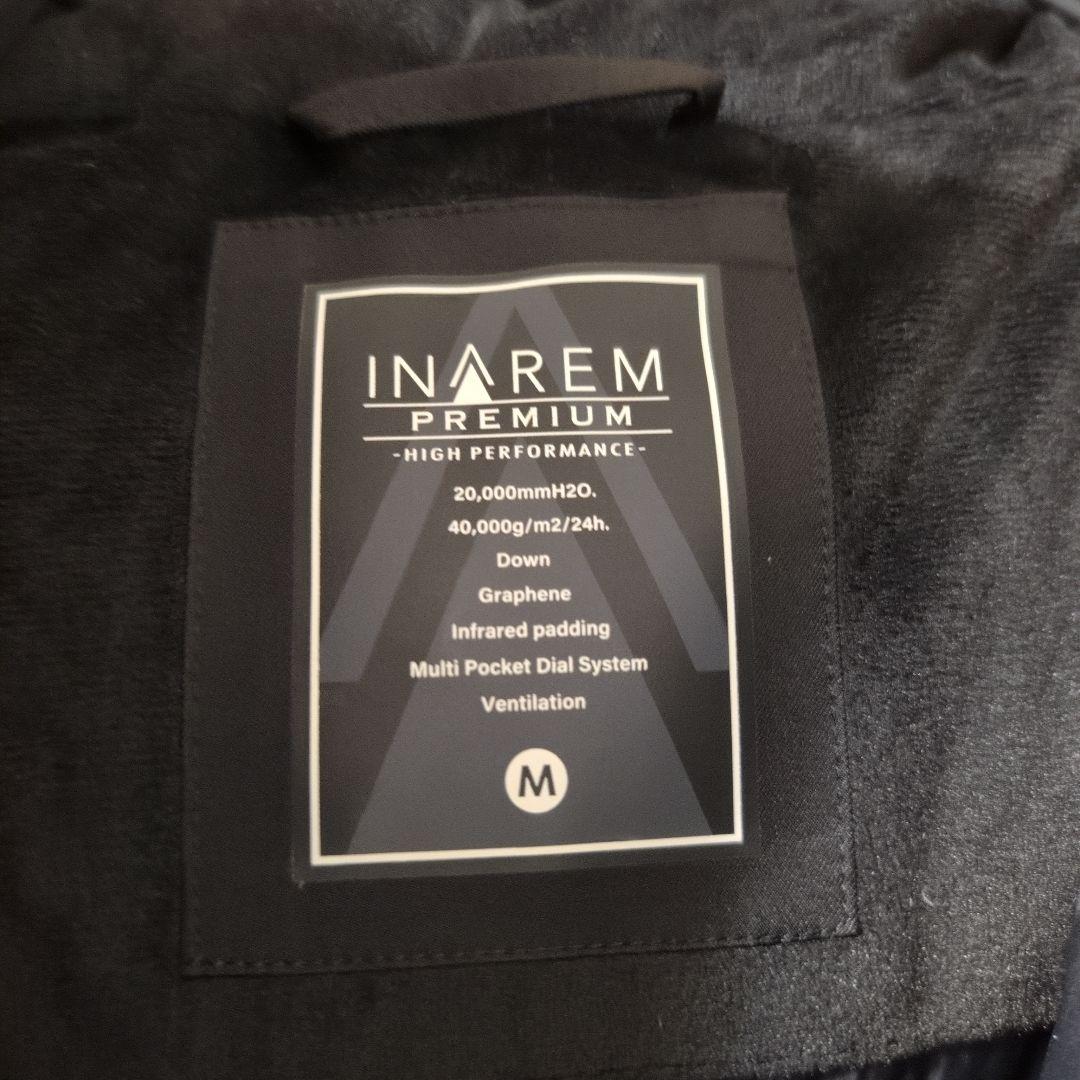 INAREM
PREMIUM
-HIGH PERFORMANCE-
20,000mmH2O.
40,000g/m2/24h.
Down
Graphene
Infrared padding
Multi Pocket Dial System
Ventilation
M